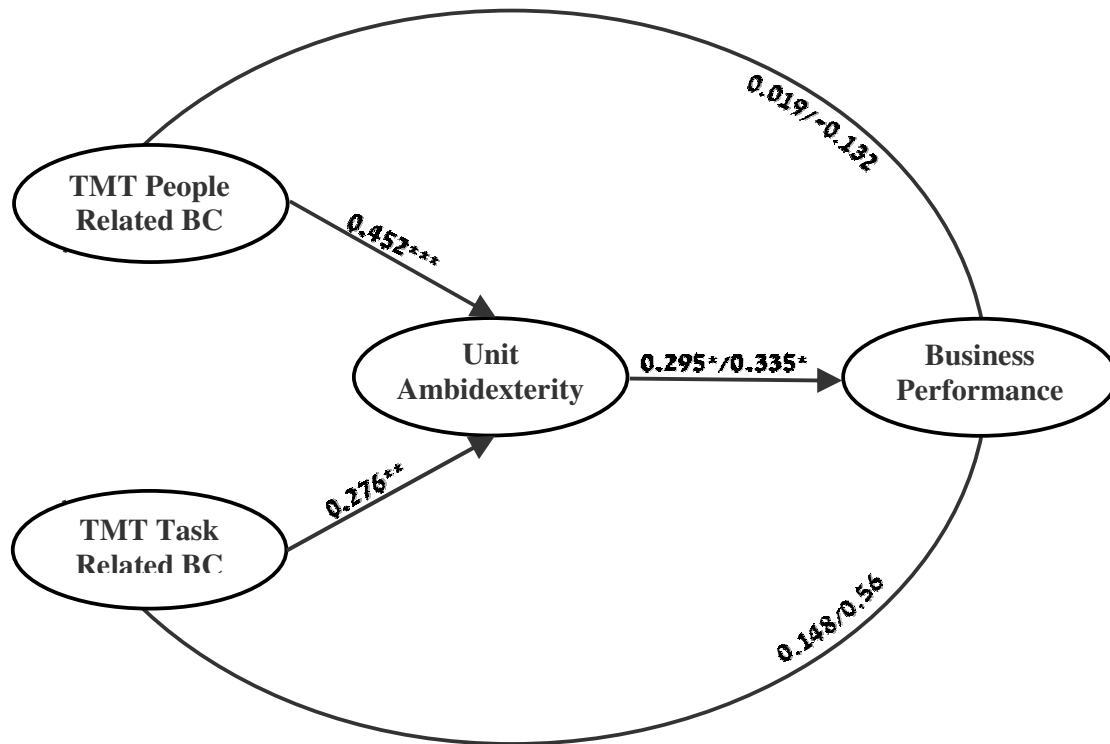 0.019/-0.132
TMT People
Related BC
0.452***
Unit
Ambidexterity
0.295*/0.335*
Business
Performance
0.276**
TMT Task
Related BC
0.148/0.56